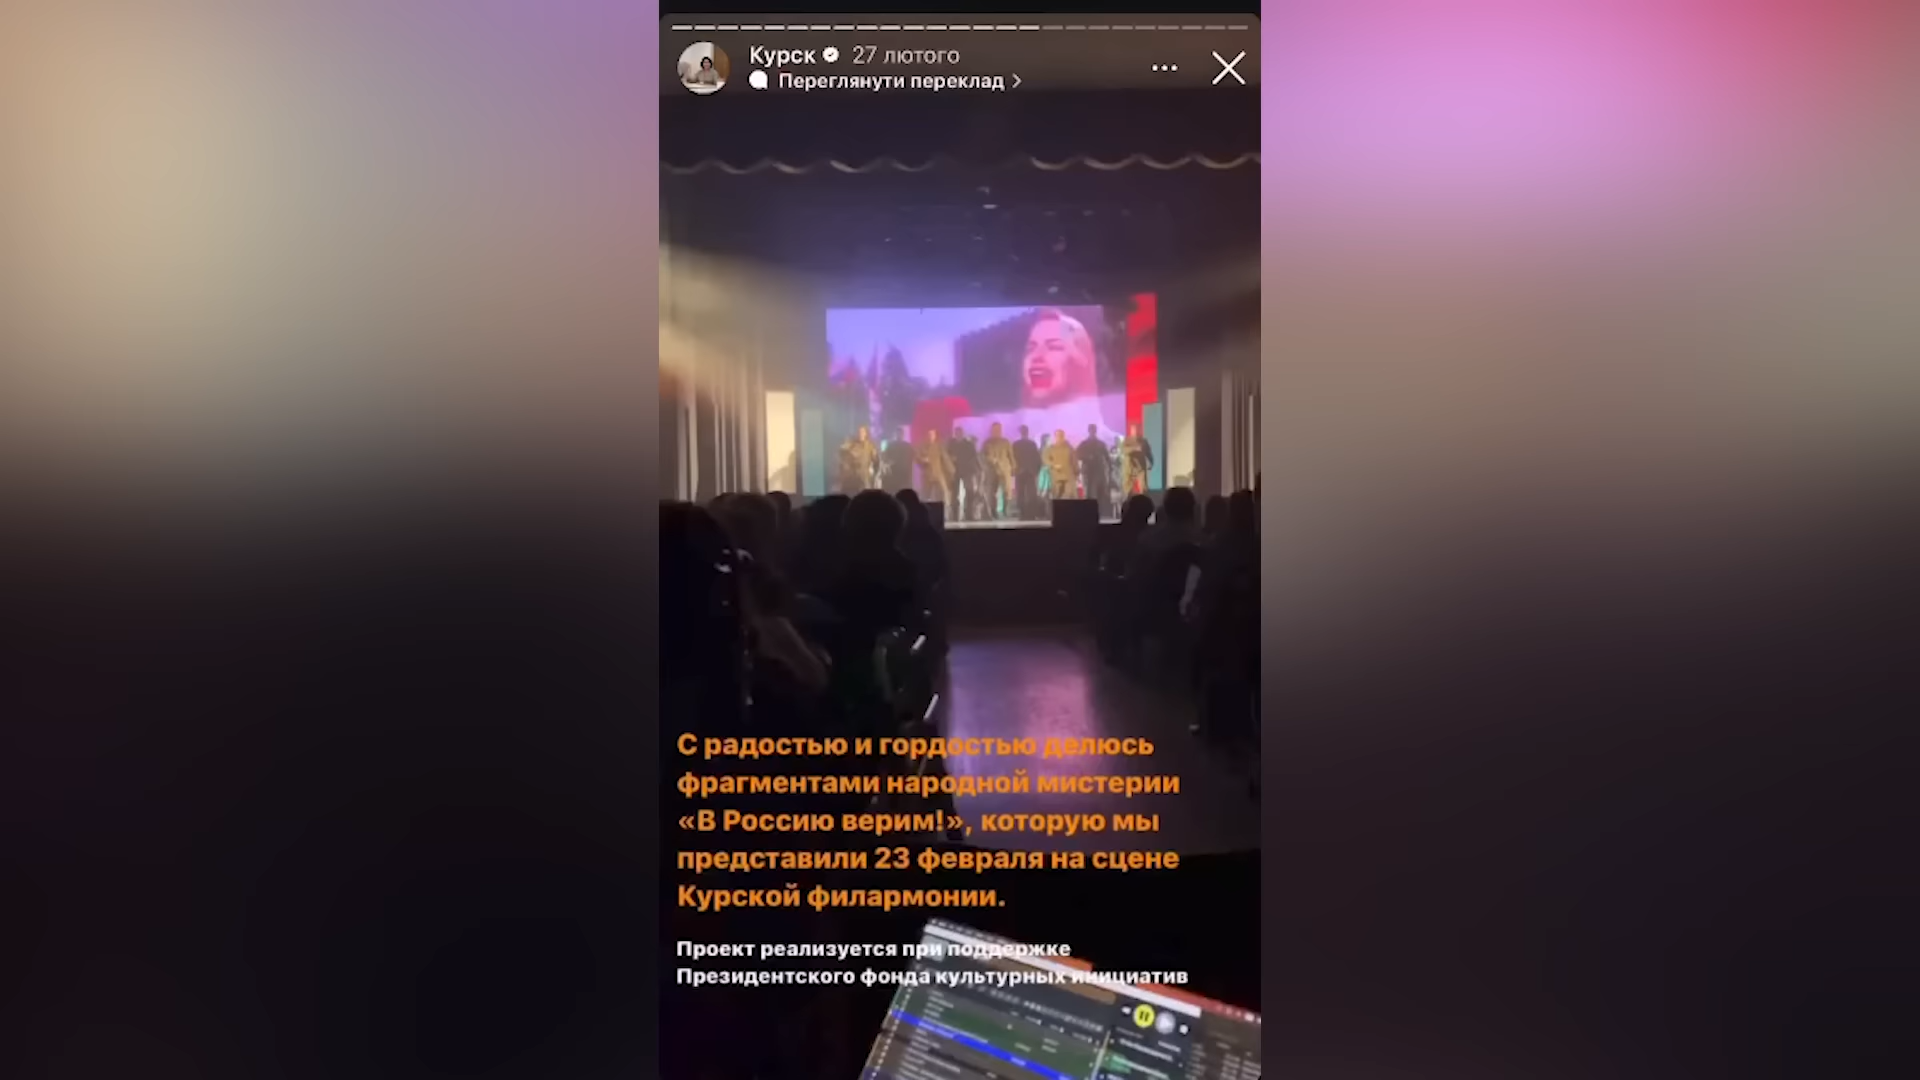 Курск 27 лютого
Переглянути переклад
С радостью и гордостью делюсь
фрагментами народной мистерии
«В Россию верим!», которую мы
представили 23 февраля на сцене
Курской филармонии.
Проект реализуется при поддержке
Президентского фонда культурных инициатив